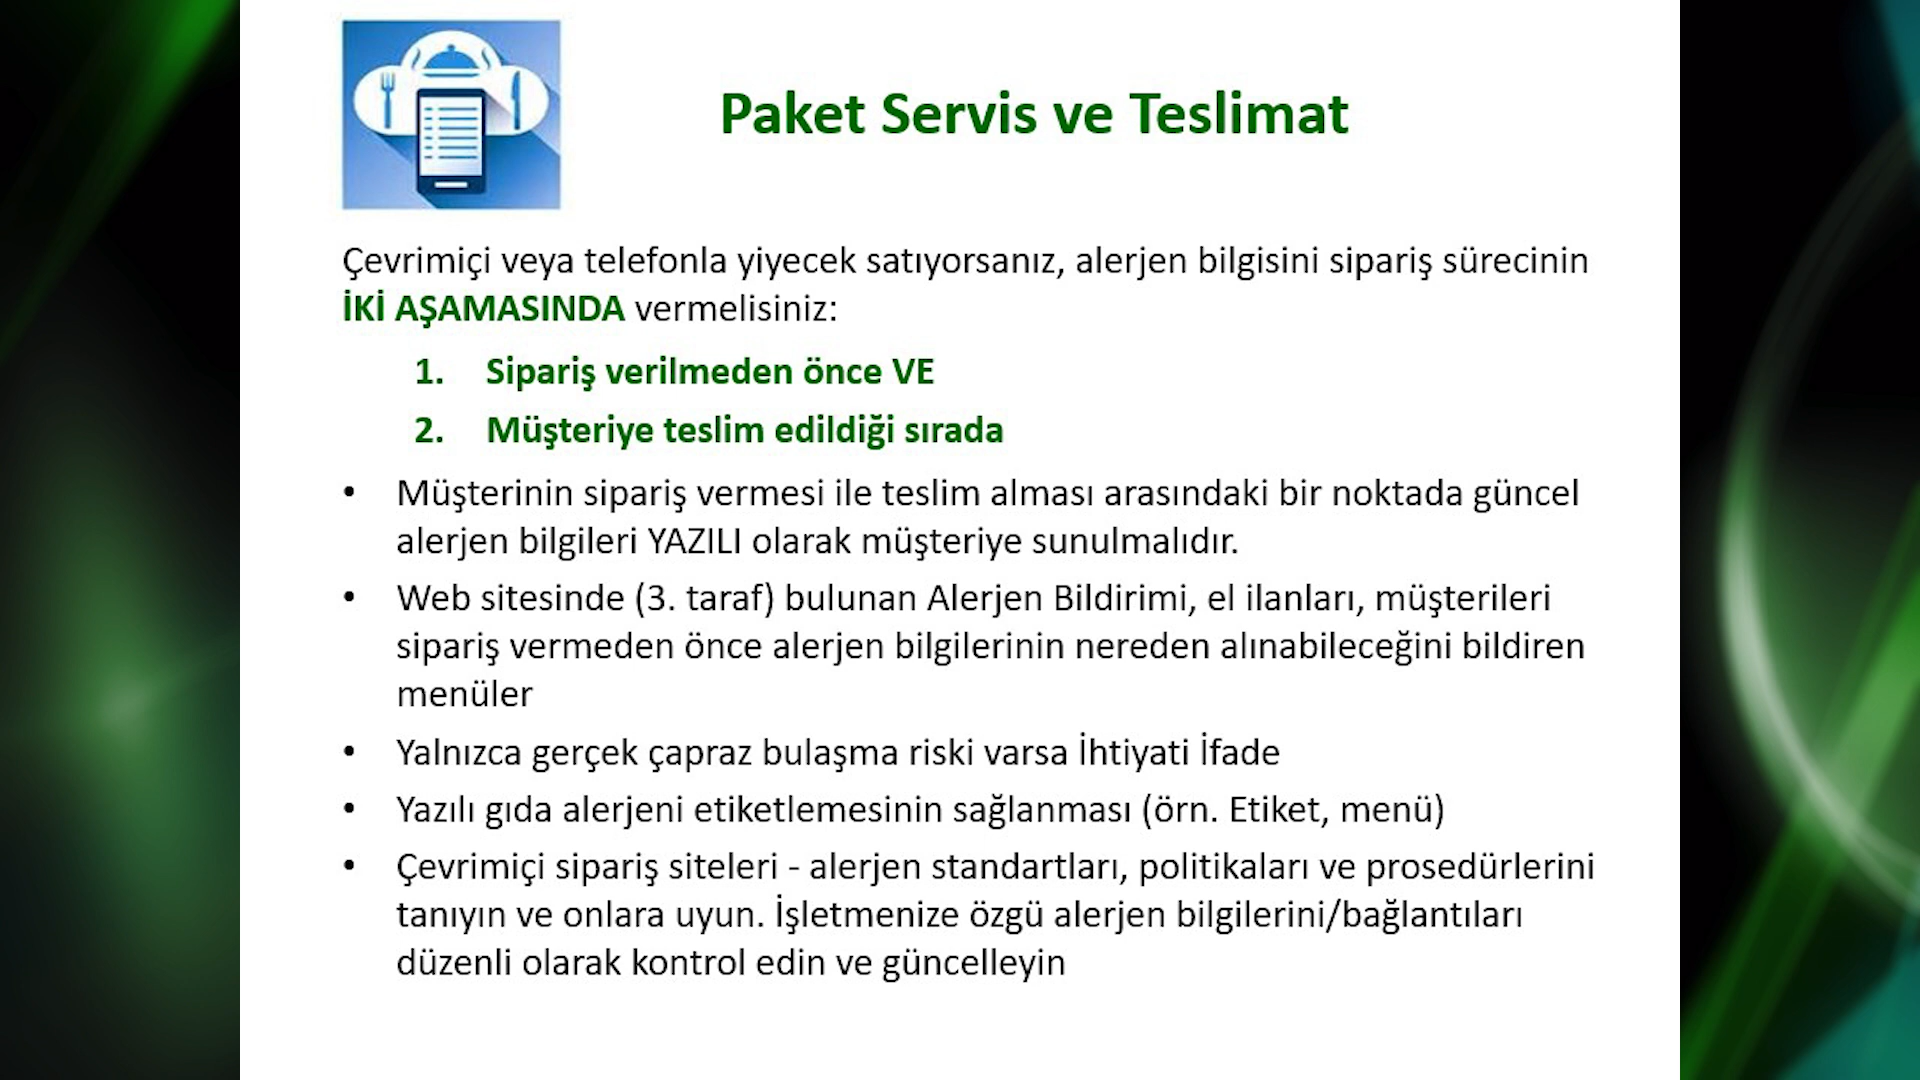 Paket Servis ve Teslimat
Çevrimiçi veya telefonla yiyecek satıyorsanız, alerjen bilgisini sipariş sürecinin
İKİ AŞAMASINDA vermelisiniz:
1. Sipariş verilmeden önce VE
2. Müşteriye teslim edildiği sırada
• Müşterinin sipariş vermesi ile teslim alması arasındaki bir noktada güncel
alerjen bilgileri YAZILI olarak müşteriye sunulmalıdır.
• Web sitesinde (3. taraf) bulunan Alerjen Bildirimi, el ilanları, müşterileri
sipariş vermeden önce alerjen bilgilerinin nereden alınabileceğini bildiren
menüler
• Yalnızca gerçek çapraz bulaşma riski varsa İhtiyati İfade
• Yazılı gıda alerjeni etiketlemesinin sağlanması (örn. Etiket, menü)
• Çevrimiçi sipariş siteleri - alerjen standartları, politikaları ve prosedürlerini
tanıyın ve onlara uyun. İşletmenize özgü alerjen bilgilerini/bağlantıları
düzenli olarak kontrol edin ve güncelleyin